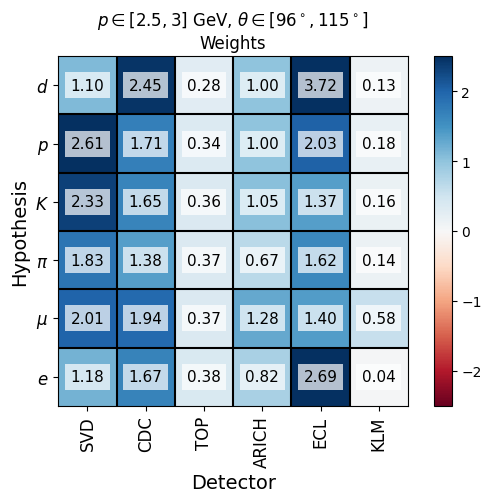 p ∈ [2.5, 3] GeV, θ ∈ [96°, 115°]
Weights
Hypothesis
d 1.10 2.45 0.28 1.00 3.72 0.13
p 2.61 1.71 0.34 1.00 2.03 0.18
K 2.33 1.65 0.36 1.05 1.37 0.16
π 1.83 1.38 0.37 0.67 1.62 0.14
μ 2.01 1.94 0.37 1.28 1.40 0.58
e 1.18 1.67 0.38 0.82 2.69 0.04
SVD CDC TOP ARICH ECL KLM
Detector
2
1
0
−1
−2